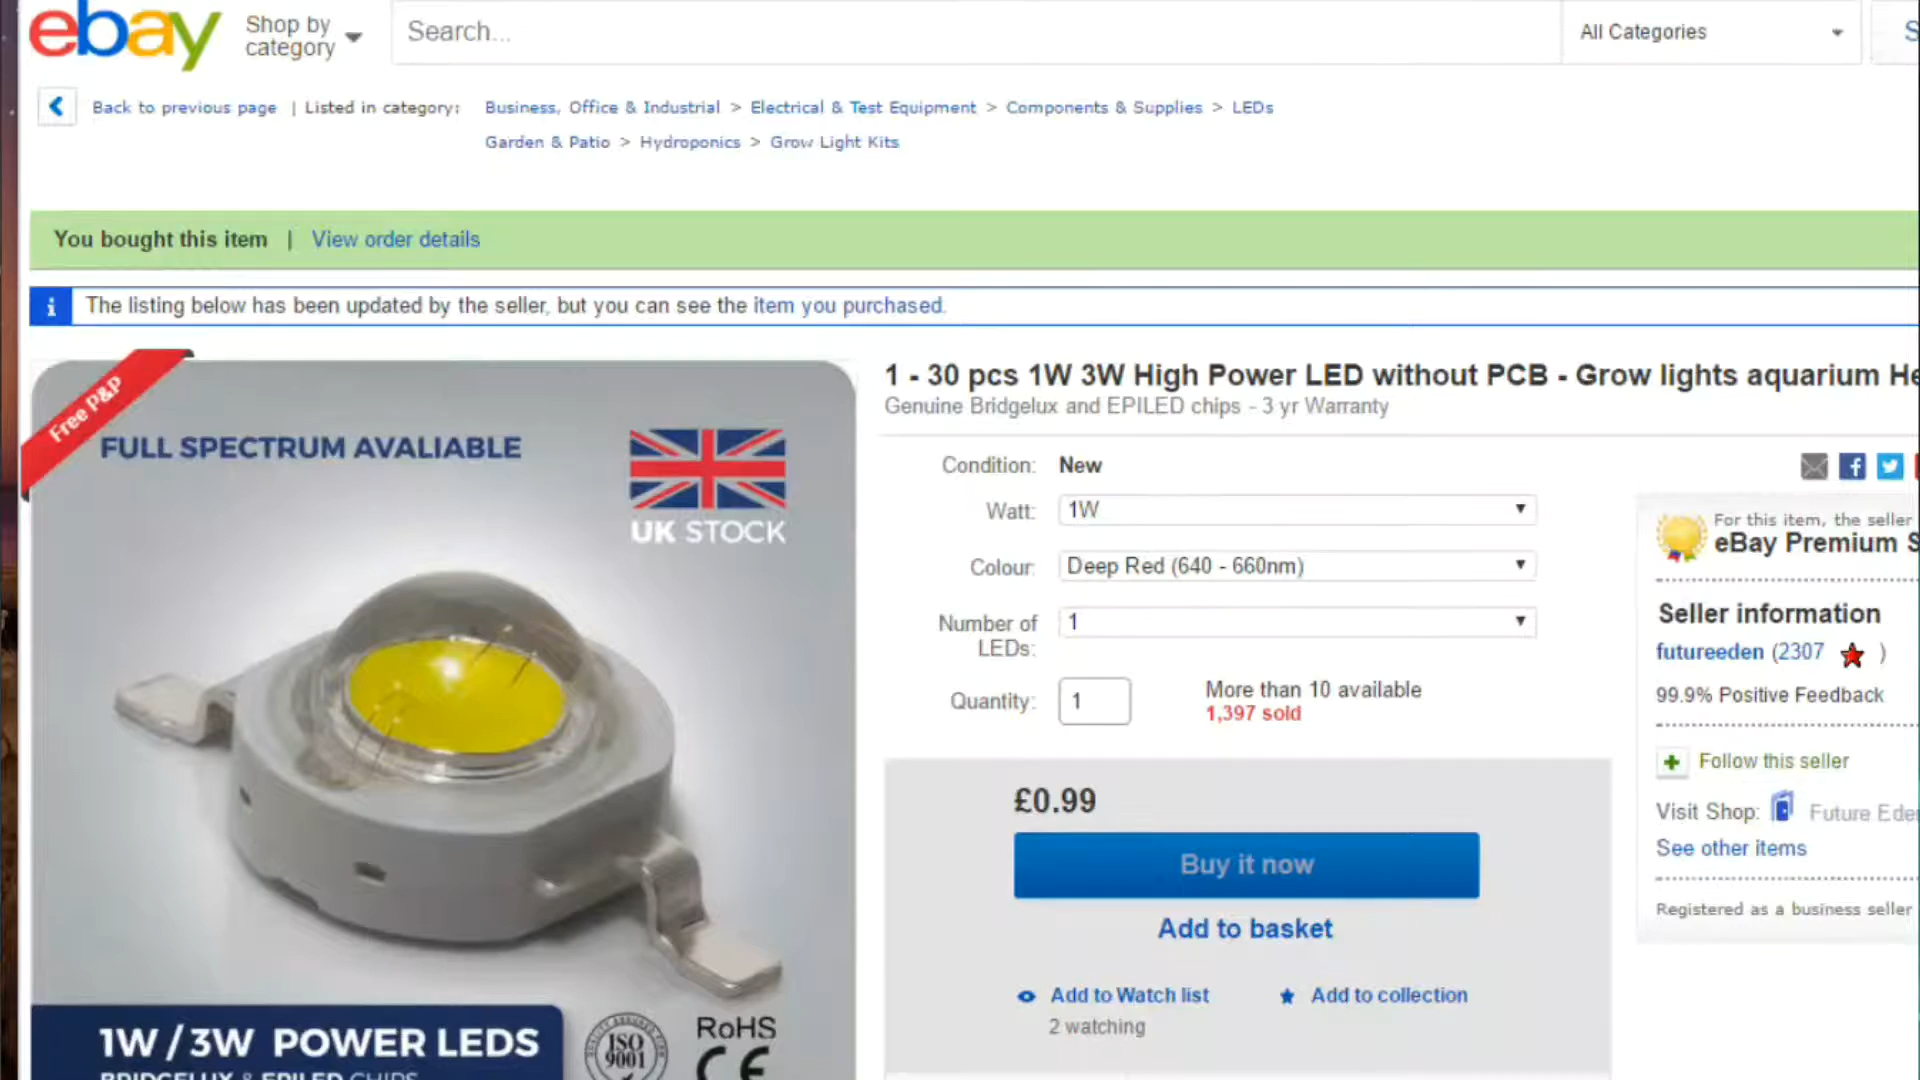 ebay
Shop by
category
Search...
All Categories
Back to previous page | Listed in category:
Business, Office & Industrial > Electrical & Test Equipment > Components & Supplies > LEDs
Garden & Patio > Hydroponics > Grow Light Kits
You bought this item | View order details
i The listing below has been updated by the seller, but you can see the item you purchased.
Free P&P
FULL SPECTRUM AVALIABLE
UK STOCK
1W / 3W POWER LEDS
BRIDGELUX & EPILED CHIPS
ISO
9001
RoHS
CE
1 - 30 pcs 1W 3W High Power LED without PCB - Grow lights aquarium He
Genuine Bridgelux and EPILED chips - 3 yr Warranty
Condition: New
Watt: 1W
Colour: Deep Red (640 - 660nm)
Number of
LEDs: 1
Quantity: 1
More than 10 available
1,397 sold
£0.99
Buy it now
Add to basket
Add to Watch list
Add to collection
2 watching
For this item, the seller
eBay Premium S
Seller information
futureeden (2307 )
99.9% Positive Feedback
Follow this seller
Visit Shop: Future Ede
See other items
Registered as a business seller